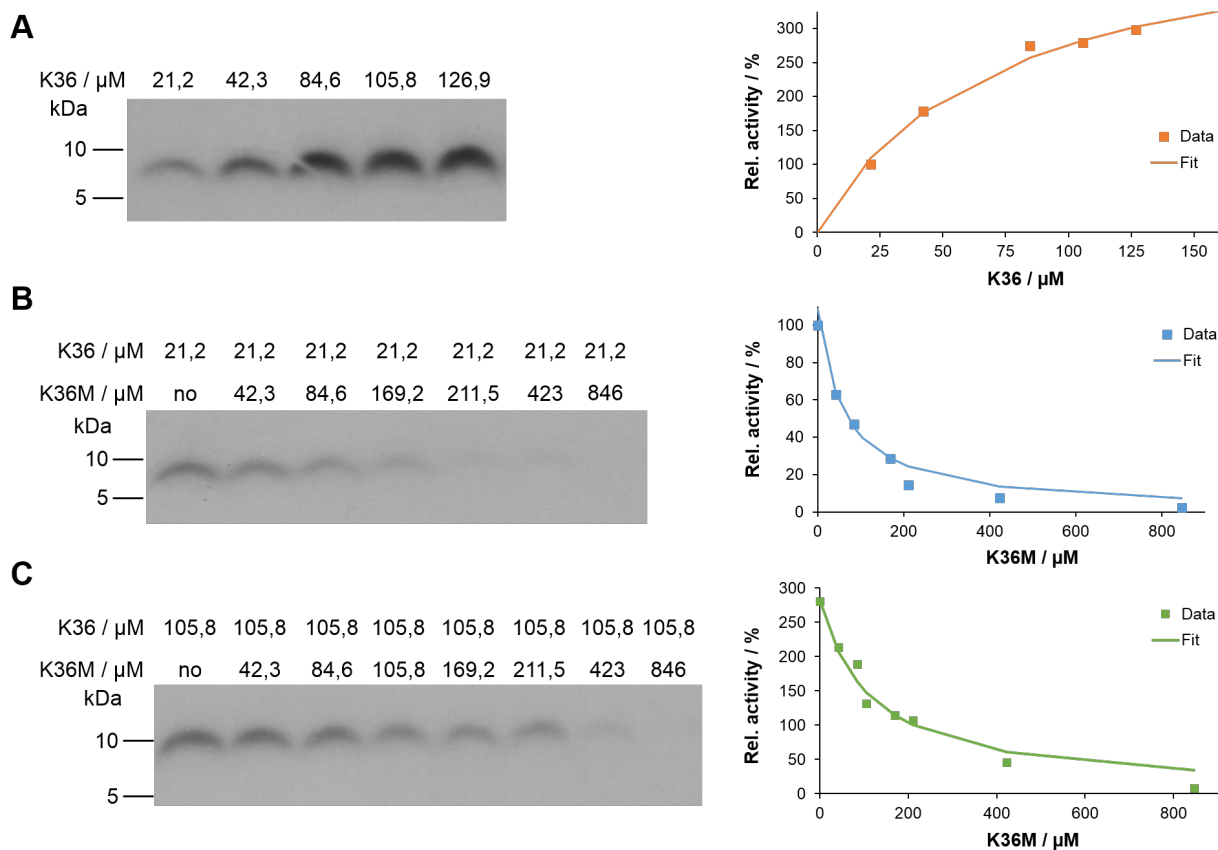 A
K36 / µM 21,2 42,3 84,6 105,8 126,9
kDa
10
5
Rel. activity / %
300
250
200
150
100
50
0
0 25 50 75 100 125 150
K36 / µM
Data
Fit
B
K36 / µM 21,2 21,2 21,2 21,2 21,2 21,2 21,2
K36M / µM no 42,3 84,6 169,2 211,5 423 846
kDa
10
5
Rel. activity / %
100
80
60
40
20
0
0 200 400 600 800
K36M / µM
Data
Fit
C
K36 / µM 105,8 105,8 105,8 105,8 105,8 105,8 105,8 105,8
K36M / µM no 42,3 84,6 105,8 169,2 211,5 423 846
kDa
10
5
Rel. activity / %
300
250
200
150
100
50
0
0 200 400 600 800
K36M / µM
Data
Fit